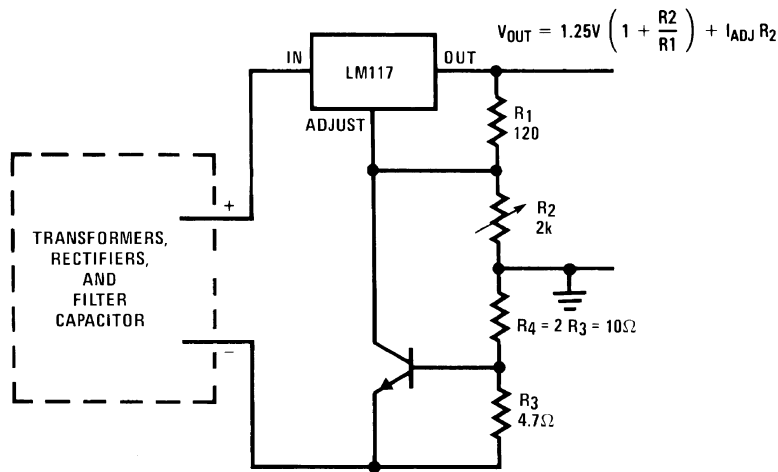 V_OUT = 1.25V (1 + R2/R1) + I_ADJ R2
IN
LM117
OUT
ADJUST
R1
120
+
R2
2k
TRANSFORMERS,
RECTIFIERS,
AND
FILTER
CAPACITOR
R4 = 2 R3 = 10Ω
−
R3
4.7Ω